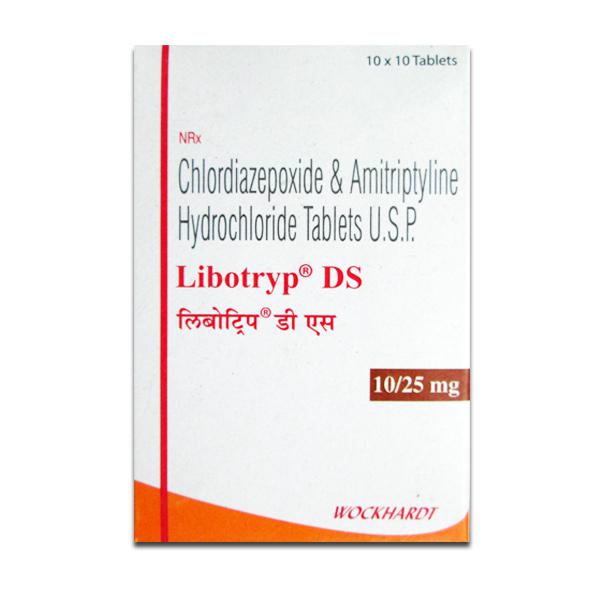 10 x 10 Tablets
NRx
Chlordiazepoxide & Amitriptyline
Hydrochloride Tablets U.S.P.
Libotryp® DS
लिबोट्रिप® डी एस
10/25 mg
WOCKHARDT